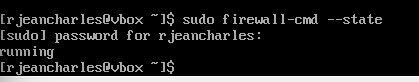 [rjeancharles@vbox ~]$ sudo firewall-cmd --state
[sudo] password for rjeancharles:
running
[rjeancharles@vbox ~]$